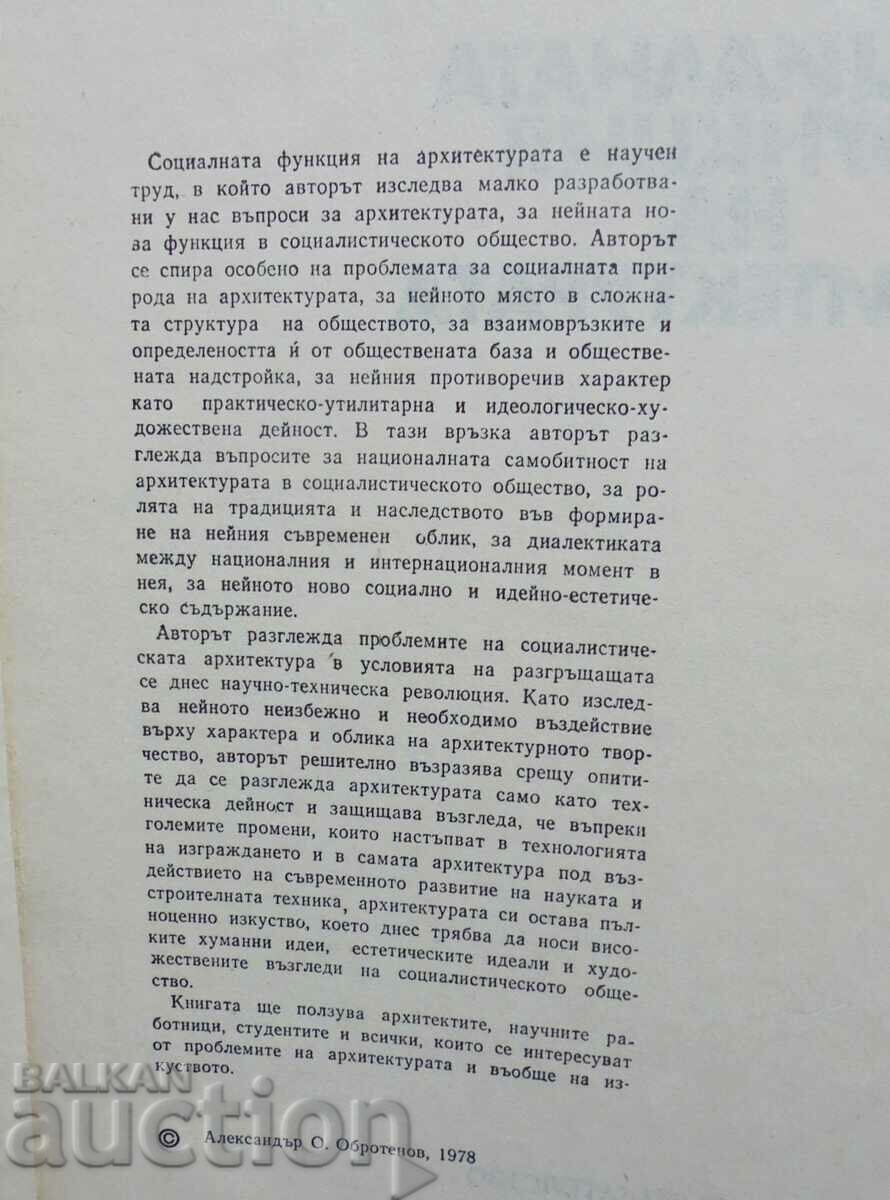 Социалната функция на архитектурата е научен
труд, в който авторът изследва малко разработва-
ни у нас въпроси за архитектурата, за нейната но-
ва функция в социалистическото общество. Авторът
се спира особено на проблемата за социалната при-
рода на архитектурата, за нейното място в сложна-
та структура на обществото, за взаимовръзките и
определеността ѝ от обществената база и обществе-
ната надстройка, за нейния противоречив характер
като практическо-утилитарна и идеологическо-ху-
дожествена дейност. В тази връзка авторът раз-
глежда въпросите за националната самобитност на
архитектурата в социалистическото общество, за ро-
лята на традицията и наследството във формира-
не на нейния съвременен облик, за диалектиката
между националния и интернационалния момент в
нея, за нейното ново социално и идейно-естетиче-
ско съдържание.
Авторът разглежда проблемите на социалистиче-
ската архитектура в условията на разгръщащата
се днес научно-техническа революция. Като изслед-
ва нейното неизбежно и необходимо въздействие
върху характера и облика на архитектурното твор-
чество, авторът решително възразява срещу опити-
те да се разглежда архитектурата само като тех-
ническа дейност и защищава възгледа, че въпреки
големите промени, които настъпват в технологията
на изграждането и в самата архитектура под въз-
действието на съвременното развитие на науката и
строителната техника, архитектурата си остава пъл-
ноценно изкуство, което днес трябва да носи висо-
ките хуманни идеи, естетическите идеали и худо-
жествените възгледи на социалистическото обще-
ство.
Книгата ще ползува архитектите, научните ра-
ботници, студентите и всички, които се интересуват
от проблемите на архитектурата и въобще на из-
куството.
BALKAN
auction
© Александър О. Обретенов, 1978